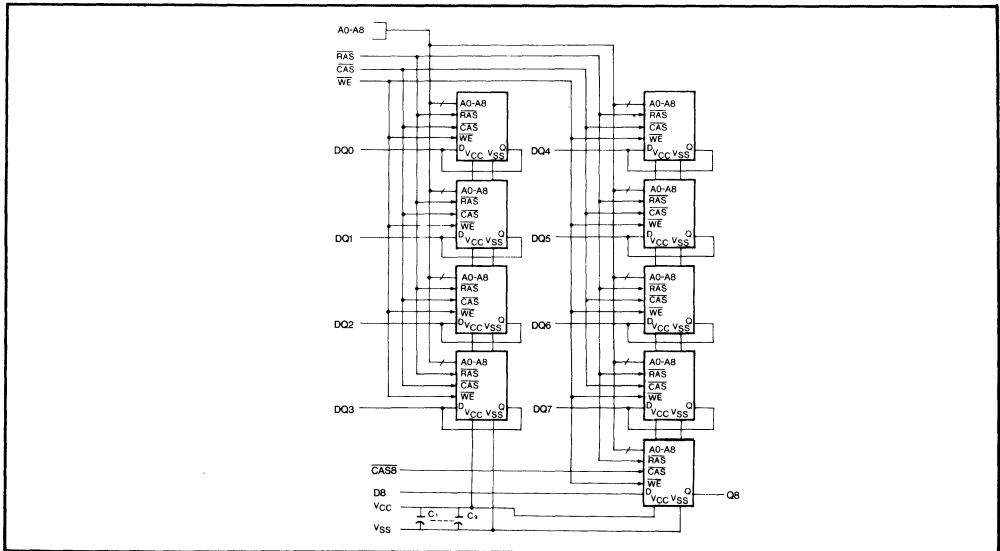 A0-A8
RAS
CAS
WE
A0-A8
RAS
CAS
WE
DQ0 D VCC VSS Q
A0-A8
RAS
CAS
WE
DQ4 D VCC VSS Q
A0-A8
RAS
CAS
WE
DQ1 D VCC VSS Q
A0-A8
RAS
CAS
WE
DQ5 D VCC VSS Q
A0-A8
RAS
CAS
WE
DQ2 D VCC VSS Q
A0-A8
RAS
CAS
WE
DQ6 D VCC VSS Q
A0-A8
RAS
CAS
WE
DQ3 D VCC VSS Q
A0-A8
RAS
CAS
WE
DQ7 D VCC VSS Q
A0-A8
RAS
CAS8 CAS
WE
D8 D VCC VSS Q Q8
VCC
C1 C9
VSS